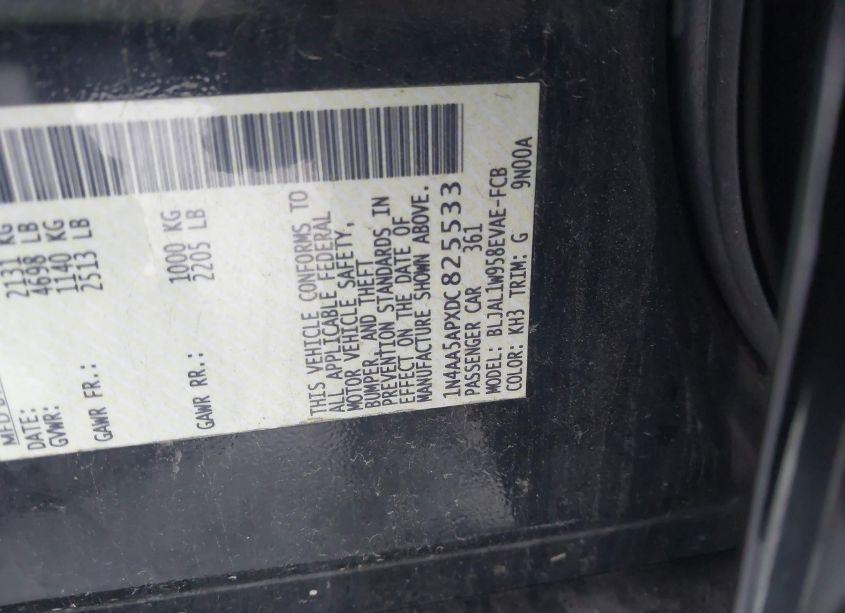 MFD B
DATE:
GVWR: 2131 KG
4698 LB
GAWR FR.: 1140 KG
2513 LB
GAWR RR.: 1000 KG
2205 LB
THIS VEHICLE CONFORMS TO
ALL APPLICABLE FEDERAL
MOTOR VEHICLE SAFETY,
BUMPER, AND THEFT
PREVENTION STANDARDS IN
EFFECT ON THE DATE OF
MANUFACTURE SHOWN ABOVE.
1N4AA5APXDC825533
PASSENGER CAR 361
MODEL: BLJAL1W958EVAE-FCB
COLOR: KH3 TRIM: G 9N00A